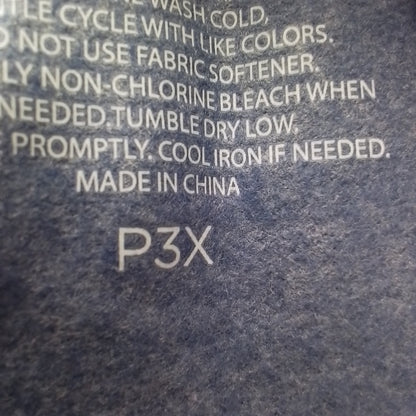 WASH COLD,
CYCLE WITH LIKE COLORS.
NOT USE FABRIC SOFTENER.
NON-CHLORINE BLEACH WHEN
NEEDED.TUMBLE DRY LOW.
PROMPTLY. COOL IRON IF NEEDED.
MADE IN CHINA
P3X